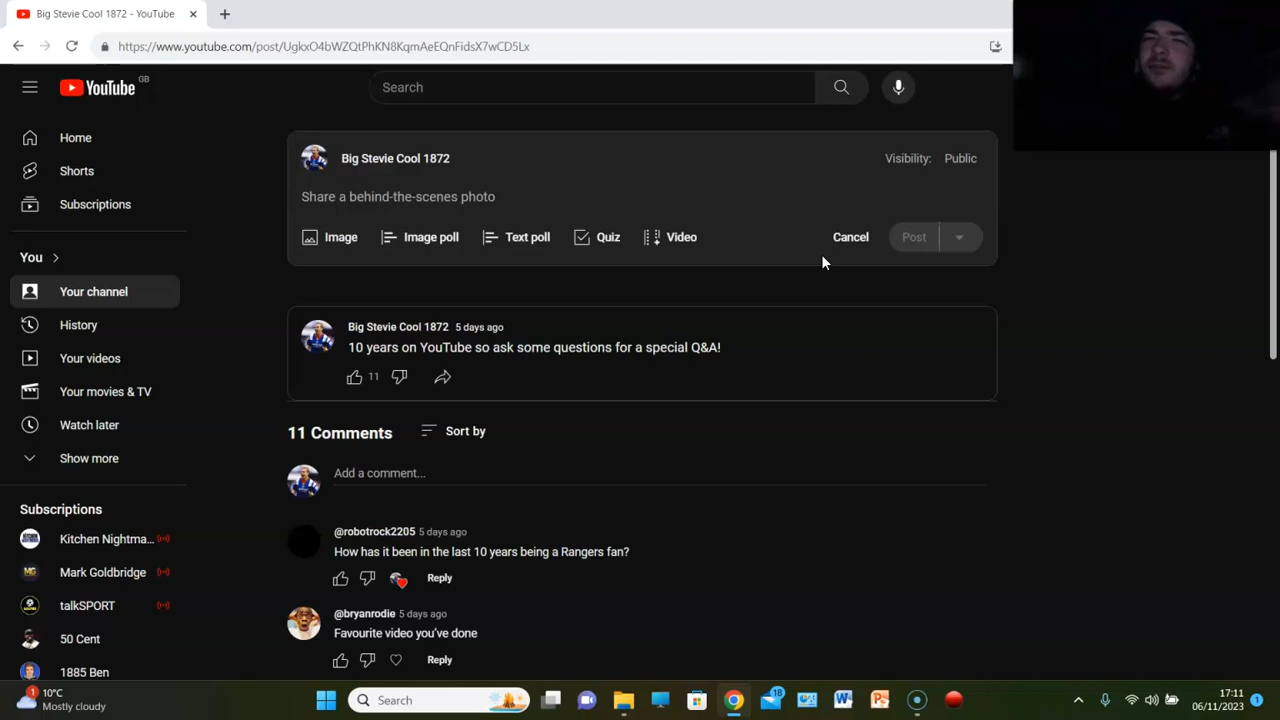 Big Stevie Cool 1872 - YouTube
https://www.youtube.com/post/UgkxO4bWZQtPhKN8KqmAeEQnFidsX7wCD5Lx
YouTube GB
Search
Home
Shorts
Subscriptions
You
Your channel
History
Your videos
Your movies & TV
Watch later
Show more
Subscriptions
Kitchen Nightma...
Mark Goldbridge
talkSPORT
50 Cent
1885 Ben
Big Stevie Cool 1872 Visibility: Public
Share a behind-the-scenes photo
Image Image poll Text poll Quiz Video Cancel Post
Big Stevie Cool 1872 5 days ago
10 years on YouTube so ask some questions for a special Q&A!
11
11 Comments Sort by
Add a comment...
@robotrock2205 5 days ago
How has it been in the last 10 years being a Rangers fan?
Reply
@bryanrodie 5 days ago
Favourite video you've done
Reply
1
10°C
Mostly cloudy
Search
18
17:11
06/11/2023